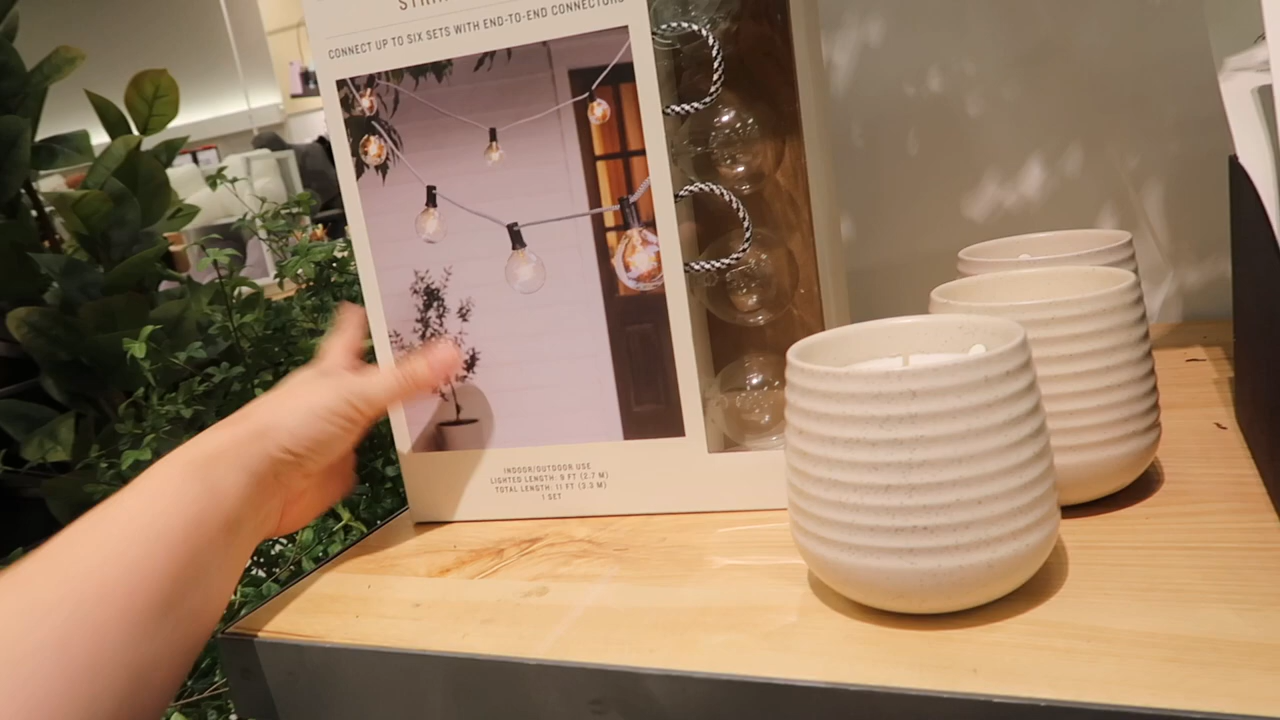 CONNECT UP TO SIX SETS WITH END-TO-END CONNECTORS
INDOOR/OUTDOOR USE
LIGHTED LENGTH: 9 FT (2.7 M)
TOTAL LENGTH: 11 FT (3.3 M)
1 SET